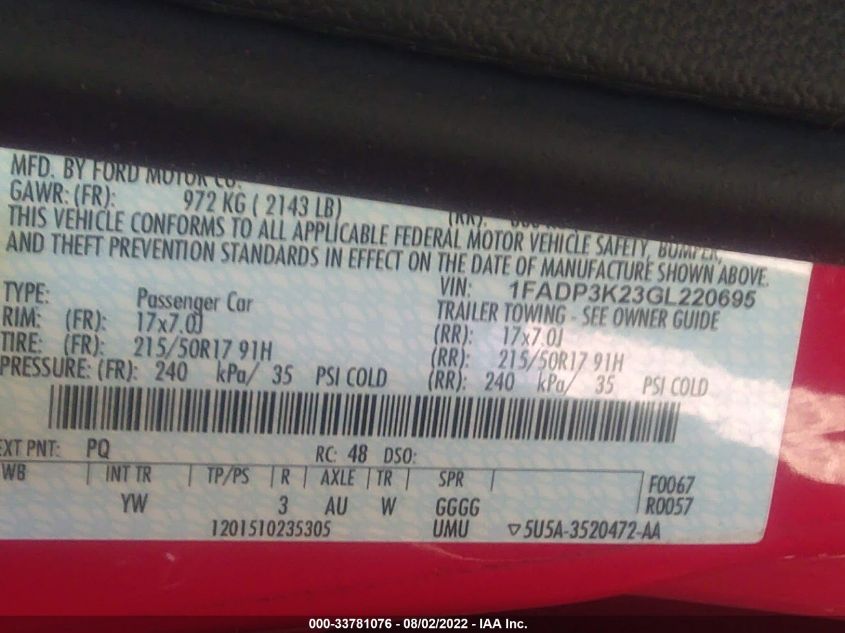 MFD. BY FORD MOTOR CO.
GAWR: (FR): 972 KG ( 2143 LB) (RR):
THIS VEHICLE CONFORMS TO ALL APPLICABLE FEDERAL MOTOR VEHICLE SAFETY, BUMPER,
AND THEFT PREVENTION STANDARDS IN EFFECT ON THE DATE OF MANUFACTURE SHOWN ABOVE.
VIN: 1FADP3K23GL220695
TYPE: Passenger Car TRAILER TOWING - SEE OWNER GUIDE
RIM: (FR): 17x7.0J (RR): 17x7.0J
TIRE: (FR): 215/50R17 91H (RR): 215/50R17 91H
PRESSURE: (FR): 240 kPa/ 35 PSI COLD (RR): 240 kPa/ 35 PSI COLD
EXT PNT: PQ RC: 48 DSO:
WB | INT TR | TP/PS | R | AXLE | TR | SPR F0067
YW 3 AU W GGGG R0057
1201510235305 UMU ▽5U5A-3520472-AA
000-33781076 - 08/02/2022 - IAA Inc.